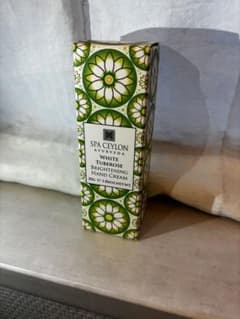 SPA CEYLON
AYURVEDA
WHITE
TUBEROSE
BRIGHTENING
HAND CREAM